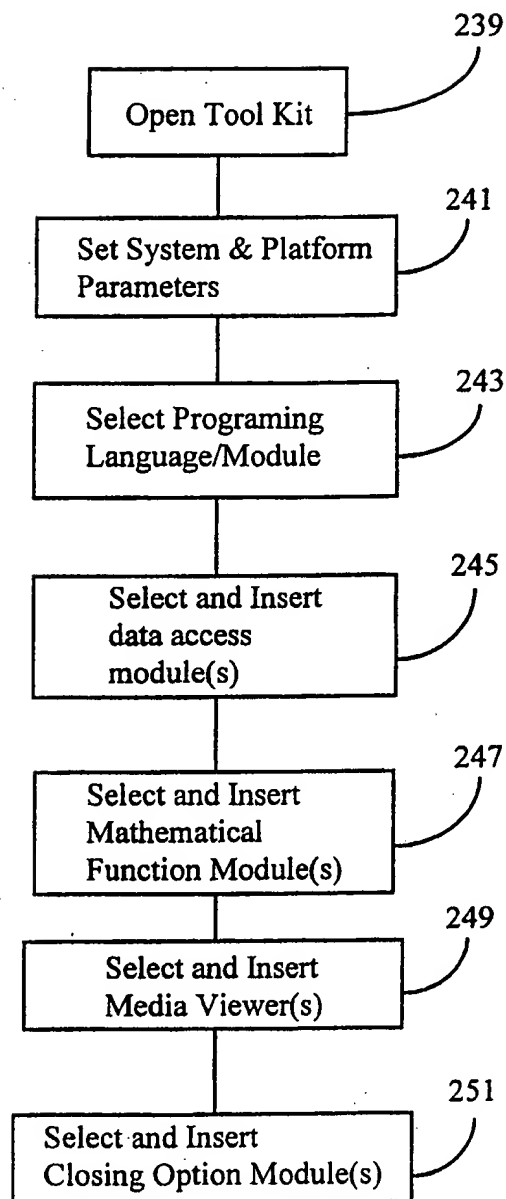 239
Open Tool Kit
241
Set System & Platform
Parameters
243
Select Programing
Language/Module
245
Select and Insert
data access
module(s)
247
Select and Insert
Mathematical
Function Module(s)
249
Select and Insert
Media Viewer(s)
251
Select and Insert
Closing Option Module(s)